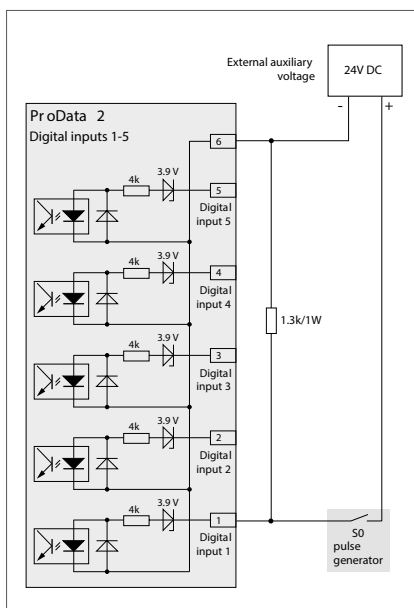 External auxiliary
voltage
24V DC
-
+
ProData 2
Digital inputs 1-5
6
3.9 V
4k
5
Digital
input 5
3.9 V
4k
4
Digital
input 4
3.9 V
4k
3
Digital
input 3
3.9 V
4k
2
Digital
input 2
3.9 V
4k
1
Digital
input 1
1.3k/1W
S0
pulse
generator